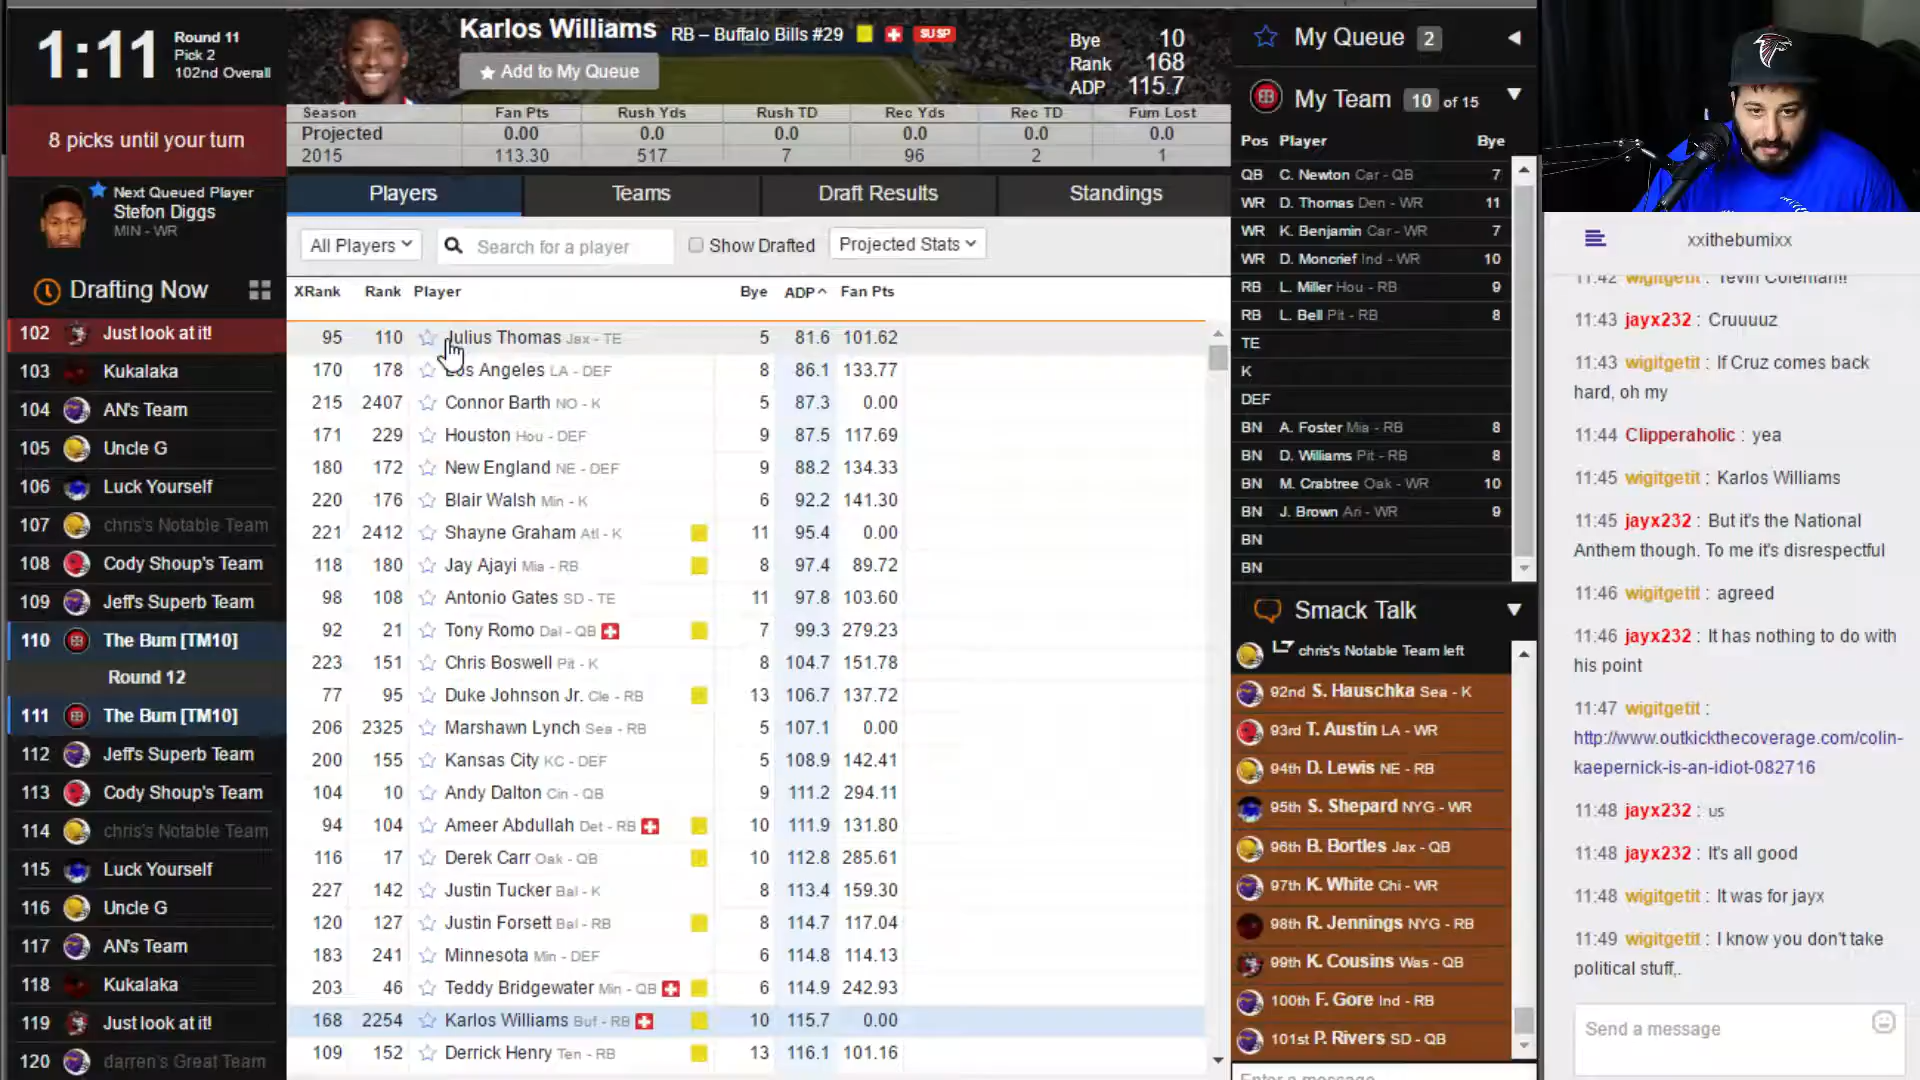 1:11
Round 11
Pick 2
102nd Overall
8 picks until your turn
Next Queued Player
Stefon Diggs
MIN - WR
Drafting Now
102 Just look at it!
103 Kukalaka
104 AN's Team
105 Uncle G
106 Luck Yourself
107 chris's Notable Team
108 Cody Shoup's Team
109 Jeff's Superb Team
110 The Bum [TM10]
Round 12
111 The Bum [TM10]
112 Jeff's Superb Team
113 Cody Shoup's Team
114 chris's Notable Team
115 Luck Yourself
116 Uncle G
117 AN's Team
118 Kukalaka
119 Just look at it!
120 darren's Great Team
Karlos Williams RB – Buffalo Bills #29 SUSP
Add to My Queue
Bye 10
Rank 168
ADP 115.7
Season Fan Pts Rush Yds Rush TD Rec Yds Rec TD Fum Lost
Projected 0.00 0.0 0.0 0.0 0.0 0.0
2015 113.30 517 7 96 2 1
Players Teams Draft Results Standings
All Players Search for a player Show Drafted Projected Stats
XRank Rank Player Bye ADP Fan Pts
95 110 Julius Thomas Jax - TE 5 81.6 101.62
170 178 Los Angeles LA - DEF 8 86.1 133.77
215 2407 Connor Barth NO - K 5 87.3 0.00
171 229 Houston Hou - DEF 9 87.5 117.69
180 172 New England NE - DEF 9 88.2 134.33
220 176 Blair Walsh Min - K 6 92.2 141.30
221 2412 Shayne Graham Atl - K 11 95.4 0.00
118 180 Jay Ajayi Mia - RB 8 97.4 89.72
98 108 Antonio Gates SD - TE 11 97.8 103.60
92 21 Tony Romo Dal - QB 7 99.3 279.23
223 151 Chris Boswell Pit - K 8 104.7 151.78
77 95 Duke Johnson Jr. Cle - RB 13 106.7 137.72
206 2325 Marshawn Lynch Sea - RB 5 107.1 0.00
200 155 Kansas City KC - DEF 5 108.9 142.41
104 10 Andy Dalton Cin - QB 9 111.2 294.11
94 104 Ameer Abdullah Det - RB 10 111.9 131.80
116 17 Derek Carr Oak - QB 10 112.8 285.61
227 142 Justin Tucker Bal - K 8 113.4 159.30
120 127 Justin Forsett Bal - RB 8 114.7 117.04
183 241 Minnesota Min - DEF 6 114.8 114.13
203 46 Teddy Bridgewater Min - QB 6 114.9 242.93
168 2254 Karlos Williams Buf - RB 10 115.7 0.00
109 152 Derrick Henry Ten - RB 13 116.1 101.16
My Queue 2
My Team 10 of 15
Pos Player Bye
QB C. Newton Car - QB 7
WR D. Thomas Den - WR 11
WR K. Benjamin Car - WR 7
WR D. Moncrief Ind - WR 10
RB L. Miller Hou - RB 9
RB L. Bell Pit - RB 8
TE
K
DEF
BN A. Foster Mia - RB 8
BN D. Williams Pit - RB 8
BN M. Crabtree Oak - WR 10
BN J. Brown Ari - WR 9
BN
BN
Smack Talk
chris's Notable Team left
92nd S. Hauschka Sea - K
93rd T. Austin LA - WR
94th D. Lewis NE - RB
95th S. Shepard NYG - WR
96th B. Bortles Jax - QB
97th K. White Chi - WR
98th R. Jennings NYG - RB
99th K. Cousins Was - QB
100th F. Gore Ind - RB
101st P. Rivers SD - QB
Enter a message
xxithebumixx
11:42 wigitgetit : Tevin Coleman!!
11:43 jayx232 : Cruuuuz
11:43 wigitgetit : If Cruz comes back
hard, oh my
11:44 Clipperaholic : yea
11:45 wigitgetit : Karlos Williams
11:45 jayx232 : But it's the National
Anthem though. To me it's disrespectful
11:46 wigitgetit : agreed
11:46 jayx232 : It has nothing to do with
his point
11:47 wigitgetit :
http://www.outkickthecoverage.com/colin-
kaepernick-is-an-idiot-082716
11:48 jayx232 : us
11:48 jayx232 : It's all good
11:48 wigitgetit : It was for jayx
11:49 wigitgetit : I know you don't take
political stuff,.
Send a message